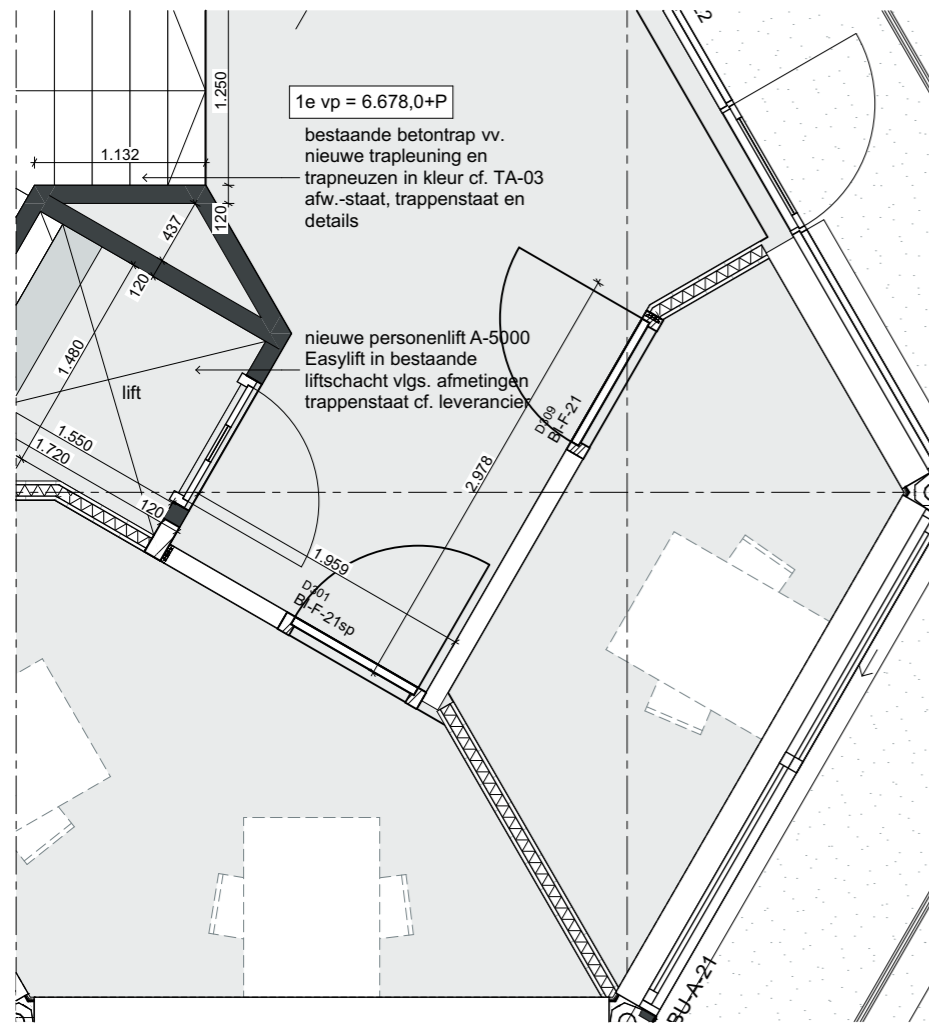 1.250
1e vp = 6.678,0+P
bestaande betontrap vv.
nieuwe trapleuning en
trapneuzen in kleur cf. TA-03
afw.-staat, trappenstaat en
details
1.132
120
437
120
nieuwe personenlift A-5000
Easylift in bestaande
liftschacht vlgs. afmetingen
trappenstaat cf. leverancier
1.480
lift
D309
BI-F-21
1.550
1.720
2.978
120
1.959
D301
BI-F-21sp
BU-A-21